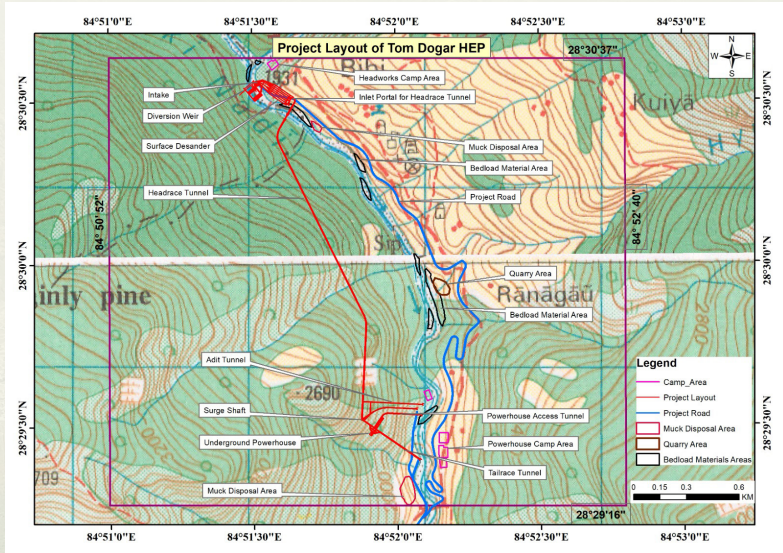 84°51'0"E 84°51'30"E 84°52'0"E 84°52'30"E 84°53'0"E
Project Layout of Tom Dogar HEP
28°30'37"
N
W E
S
Bihi
1931
Headworks Camp Area
Intake
Inlet Portal for Headrace Tunnel
Diversion Weir
Kuiyā
28°30'30"N
28°30'30"N
Surface Desander
Muck Disposal Area
Bedload Material Area
Headrace Tunnel
Project Road
84° 50' 52"
84° 52' 40"
Sip
28°30'0"N
28°30'0"N
Quarry Area
ainly pine
Rānāgāū
Bedload Material Area
2800
Legend
Adit Tunnel
Camp_Area
2690
Project Layout
Surge Shaft
Powerhouse Access Tunnel
Project Road
28°29'30"N
28°29'30"N
Muck Disposal Area
Underground Powerhouse
Powerhouse Camp Area
Quarry Area
Bedload Materials Areas
709
Tailrace Tunnel
Muck Disposal Area
0 0.15 0.3 0.6
KM
28°29'16"
84°51'0"E 84°51'30"E 84°52'0"E 84°52'30"E 84°53'0"E